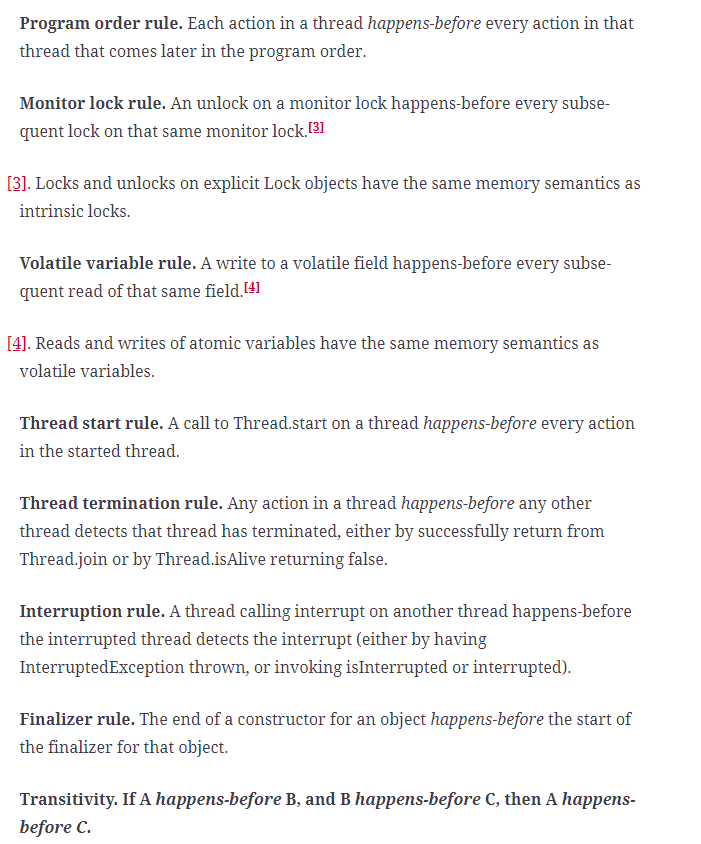 Program order rule. Each action in a thread happens-before every action in that
thread that comes later in the program order.
Monitor lock rule. An unlock on a monitor lock happens-before every subse-
quent lock on that same monitor lock.[3]
[3]. Locks and unlocks on explicit Lock objects have the same memory semantics as
intrinsic locks.
Volatile variable rule. A write to a volatile field happens-before every subse-
quent read of that same field.[4]
[4]. Reads and writes of atomic variables have the same memory semantics as
volatile variables.
Thread start rule. A call to Thread.start on a thread happens-before every action
in the started thread.
Thread termination rule. Any action in a thread happens-before any other
thread detects that thread has terminated, either by successfully return from
Thread.join or by Thread.isAlive returning false.
Interruption rule. A thread calling interrupt on another thread happens-before
the interrupted thread detects the interrupt (either by having
InterruptedException thrown, or invoking isInterrupted or interrupted).
Finalizer rule. The end of a constructor for an object happens-before the start of
the finalizer for that object.
Transitivity. If A happens-before B, and B happens-before C, then A happens-
before C.